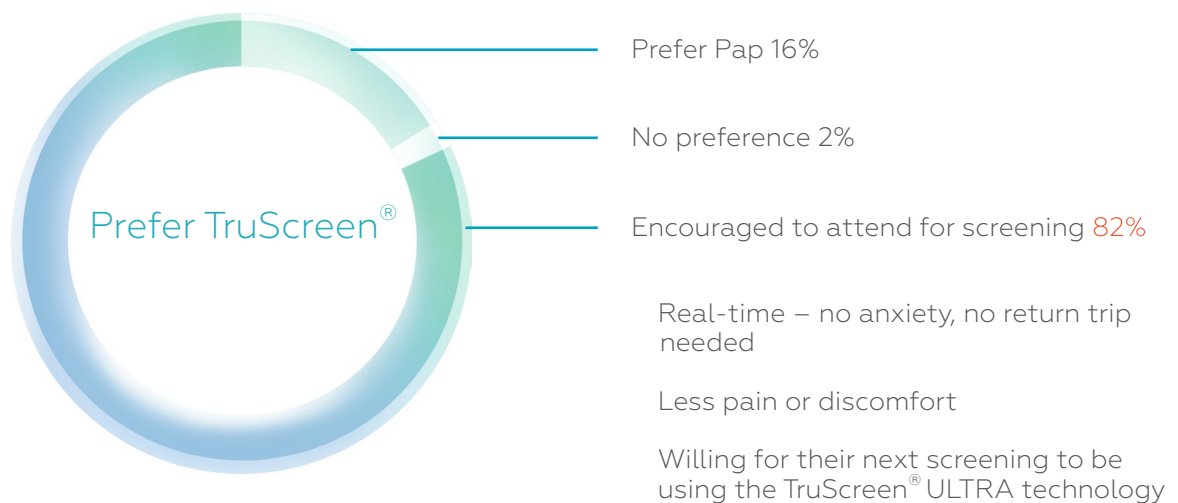 Prefer Pap 16%
No preference 2%
Prefer TruScreen®
Encouraged to attend for screening 82%
Real-time – no anxiety, no return trip
needed
Less pain or discomfort
Willing for their next screening to be
using the TruScreen® ULTRA technology